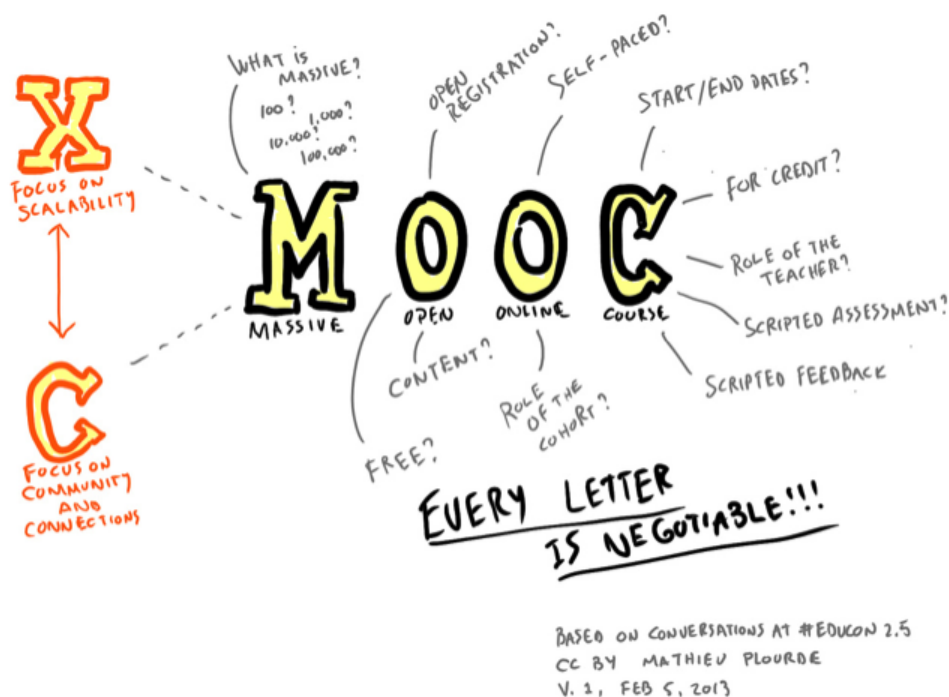 X
FOCUS ON
SCALABILITY
C
FOCUS ON
COMMUNITY
AND
CONNECTIONS
WHAT iS
MASSIVE?
100?
1,000?
10,000?
100,000?
OPEN
REGISTRATION?
SELF-PACED?
START/END DATES?
FOR CREDIT?
ROLE OF THE
TEACHER?
SCRIPTED ASSESSMENT?
SCRIPTED FEEDBACK
MOOC
MASSIVE
OPEN
ONLINE
COURSE
CONTENT?
FREE?
ROLE
OF THE
COHORT?
EVERY LETTER
IS NEGOTIABLE!!!
BASED ON CONVERSATIONS AT #EDUCON 2.5
CC BY MATHIEU PLOURDE
V. 1, FEB 5, 2013